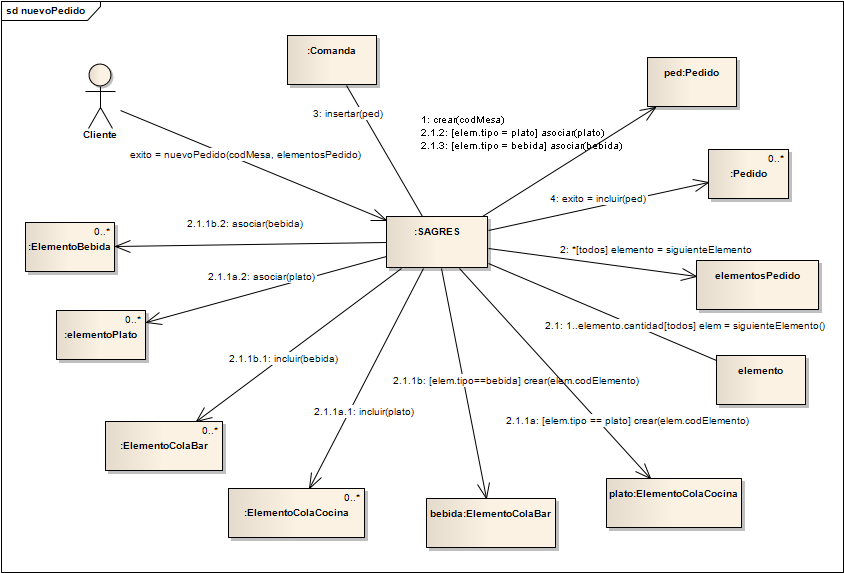 sd nuevoPedido
:Comanda
ped:Pedido
Cliente
3: insertar(ped)
1: crear(codMesa)
2.1.2: [elem.tipo = plato] asociar(plato)
2.1.3: [elem.tipo = bebida] asociar(bebida)
exito = nuevoPedido(codMesa, elementosPedido)
0..*
:Pedido
4: exito = incluir(ped)
2.1.1b.2: asociar(bebida)
0..*
:ElementoBebida
:SAGRES
2: *[todos] elemento = siguienteElemento
2.1.1a.2: asociar(plato)
elementosPedido
0..*
:elementoPlato
2.1: 1..elemento.cantidad[todos] elem = siguienteElemento()
2.1.1b.1: incluir(bebida)
elemento
2.1.1b: [elem.tipo==bebida] crear(elem.codElemento)
2.1.1a.1: incluir(plato)
2.1.1a: [elem.tipo == plato] crear(elem.codElemento)
0..*
:ElementoColaBar
0..*
:ElementoColaCocina
bebida:ElementoColaBar
plato:ElementoColaCocina